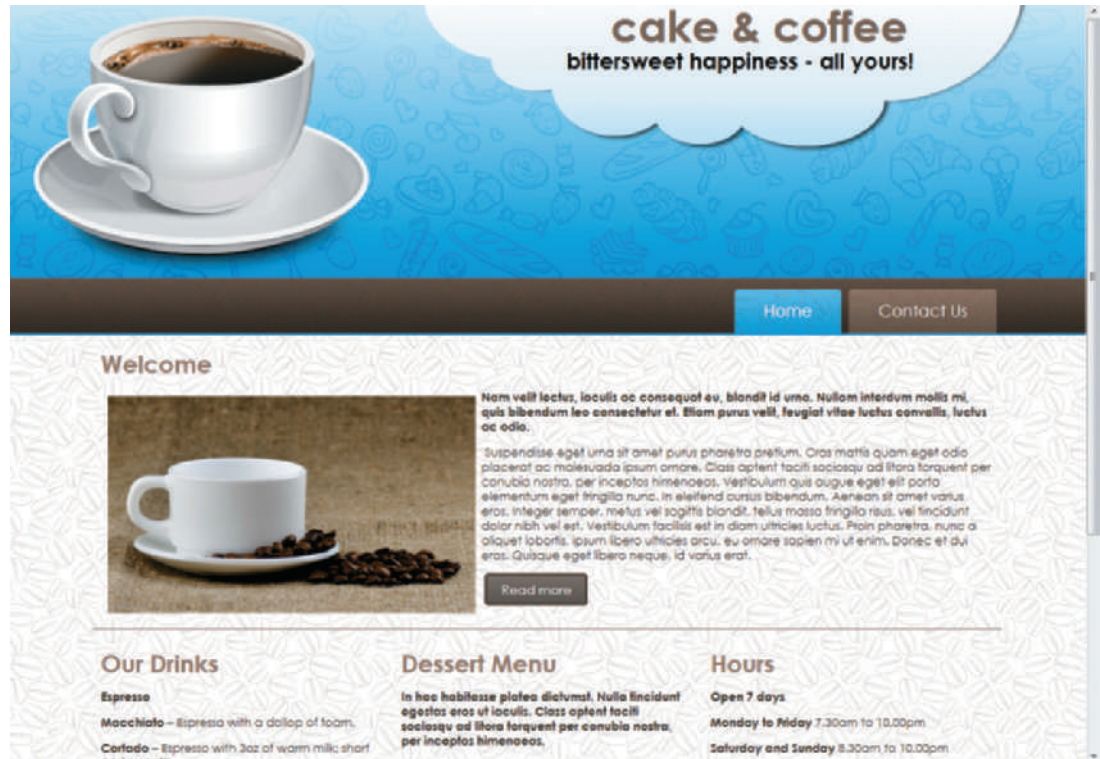 cake & coffee
bittersweet happiness - all yours!
Home
Contact Us
Welcome
Nam velit lectus, iaculis ac consequat eu, blandit id urna. Nullam interdum mollis mi,
quis bibendum leo consectetur et. Etiam purus velit, feugiat vitae luctus convallis, luctus
ac odio.
Suspendisse eget urna sit amet purus pharetra pretium. Cras mattis quam eget odio
placerat ac malesuada ipsum ornare. Class aptent taciti sociosqu ad litora torquent per
conubia nostra, per inceptos himenaeos. Vestibulum quis augue eget elit porta
elementum eget fringilla nunc. In eleifend cursus bibendum. Aenean sit amet varius
eros. Integer semper, metus vel sagittis blandit, tellus massa fringilla risus, vel tincidunt
dolor nibh vel est. Vestibulum facilisis est in diam ultricies luctus. Proin pharetra, nunc a
aliquet lobortis, ipsum libero ultricies arcu, eu ornare sapien mi ut enim. Donec et dui
eros. Quisque eget libero neque, id varius erat.
Read more
Our Drinks
Espresso
Macchiato – Espresso with a dollop of foam.
Cortado – Espresso with 3oz of warm milk; short
Dessert Menu
In hac habitasse platea dictumst. Nulla tincidunt
egestas eros ut iaculis. Class aptent taciti
sociosqu ad litora torquent per conubia nostra,
per inceptos himenaeos.
Hours
Open 7 days
Monday to Friday 7.30am to 10.00pm
Saturday and Sunday 8.30am to 10.00pm